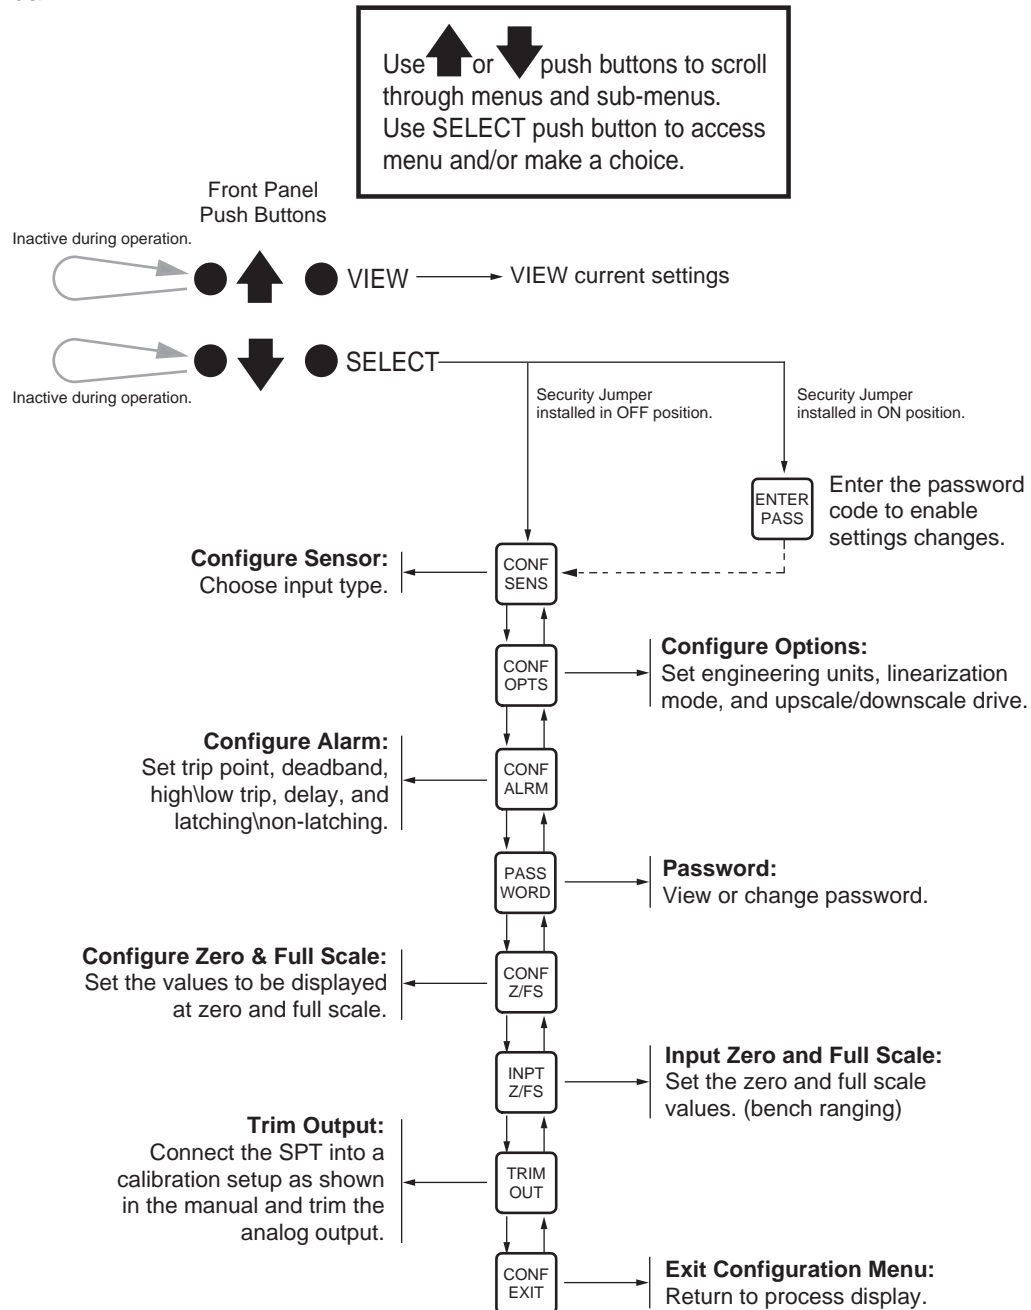 Use or push buttons to scroll
through menus and sub-menus.
Use SELECT push button to access
menu and/or make a choice.
Front Panel
Push Buttons
Inactive during operation.
VIEW
VIEW current settings
SELECT
Inactive during operation.
Security Jumper
installed in OFF position.
Security Jumper
installed in ON position.
ENTER
PASS
Enter the password
code to enable
settings changes.
Configure Sensor:
Choose input type.
CONF
SENS
CONF
OPTS
Configure Options:
Set engineering units, linearization
mode, and upscale/downscale drive.
Configure Alarm:
Set trip point, deadband,
high\low trip, delay, and
latching\non-latching.
CONF
ALRM
PASS
WORD
Password:
View or change password.
Configure Zero & Full Scale:
Set the values to be displayed
at zero and full scale.
CONF
Z/FS
INPT
Z/FS
Input Zero and Full Scale:
Set the zero and full scale
values. (bench ranging)
Trim Output:
Connect the SPT into a
calibration setup as shown
in the manual and trim the
analog output.
TRIM
OUT
CONF
EXIT
Exit Configuration Menu:
Return to process display.